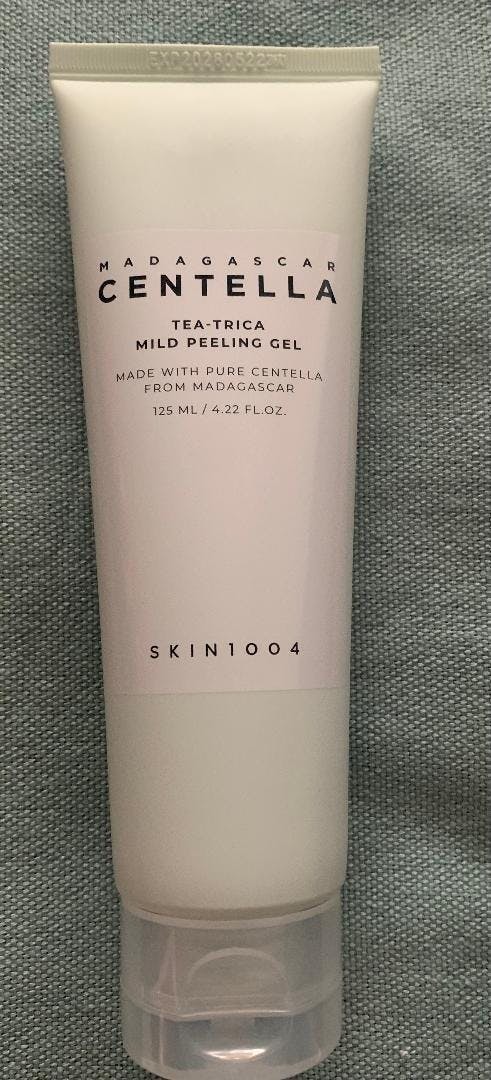 EXP20260522
MADAGASCAR
CENTELLA
TEA-TRICA
MILD PEELING GEL
MADE WITH PURE CENTELLA
FROM MADAGASCAR
125 ML / 4.22 FL.OZ.
SKIN1004